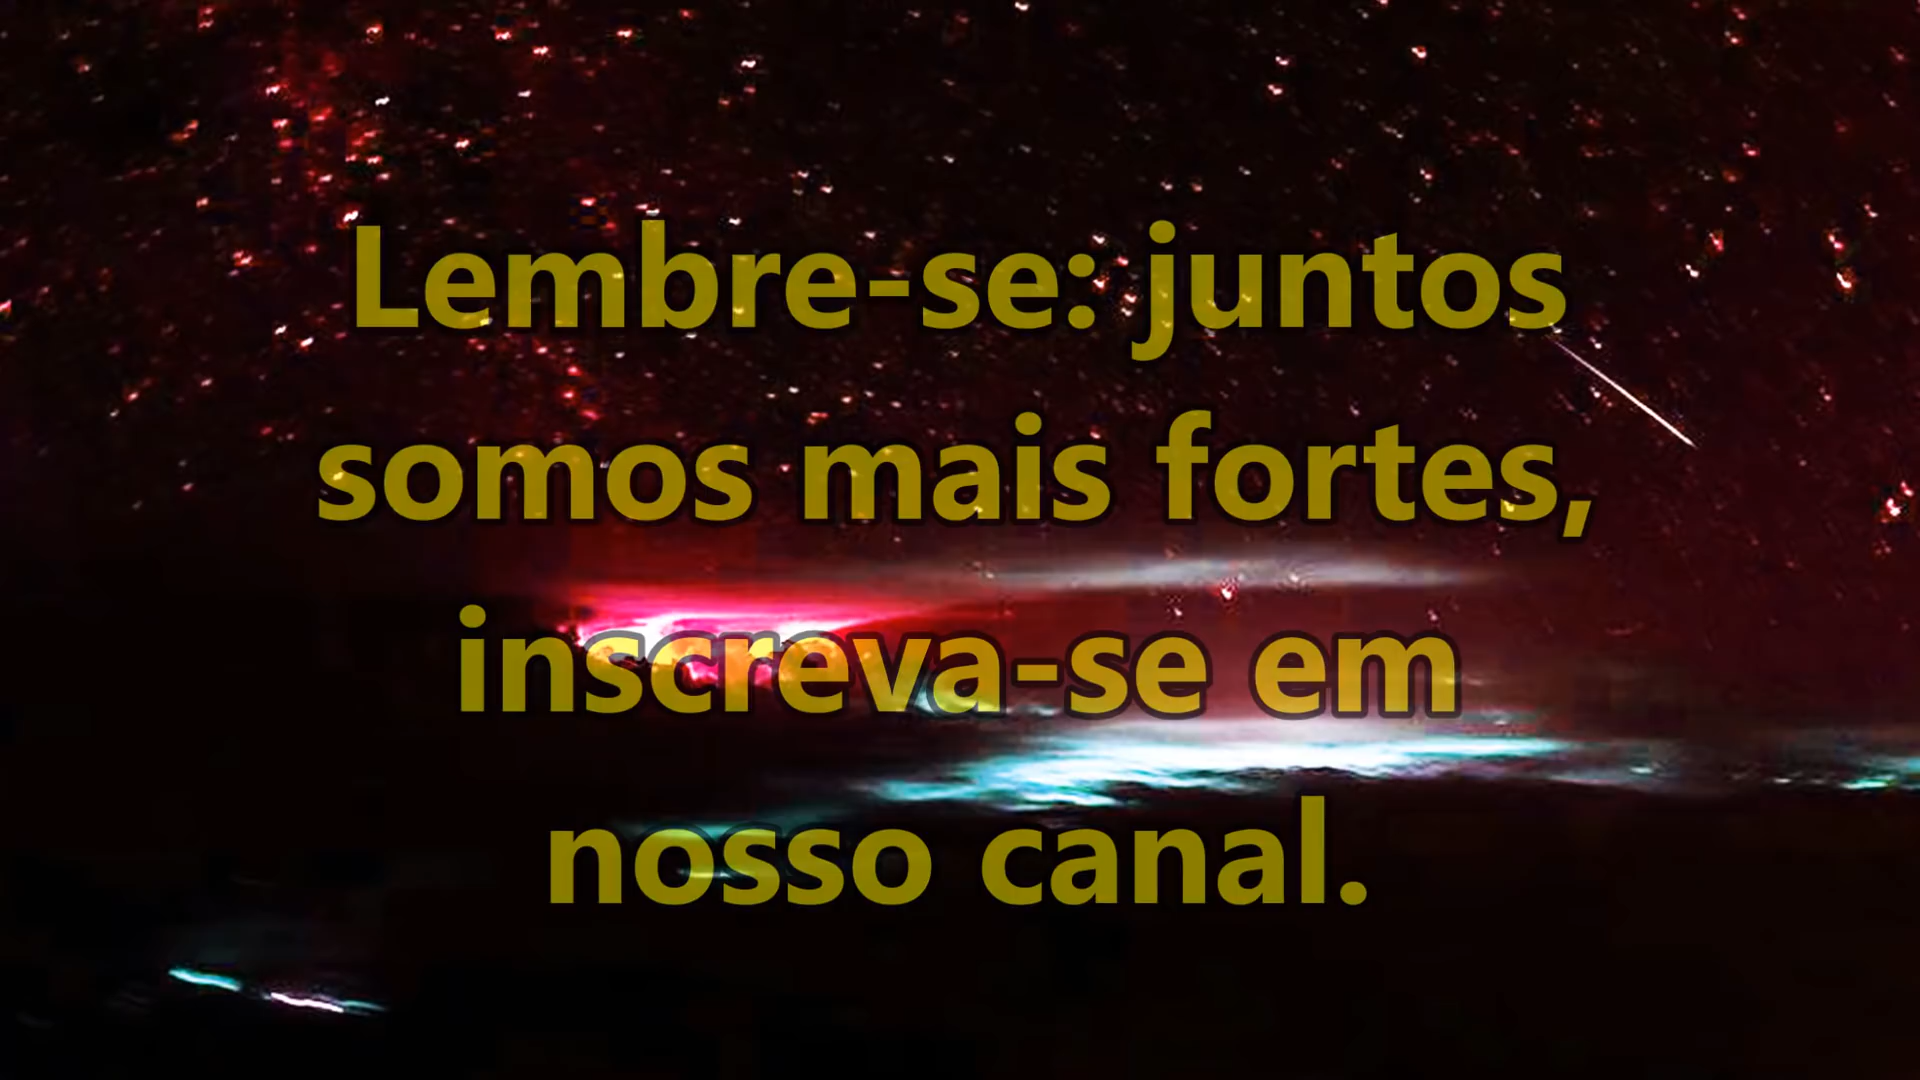 Lembre-se: juntos
somos mais fortes,
inscreva-se em
nosso canal.